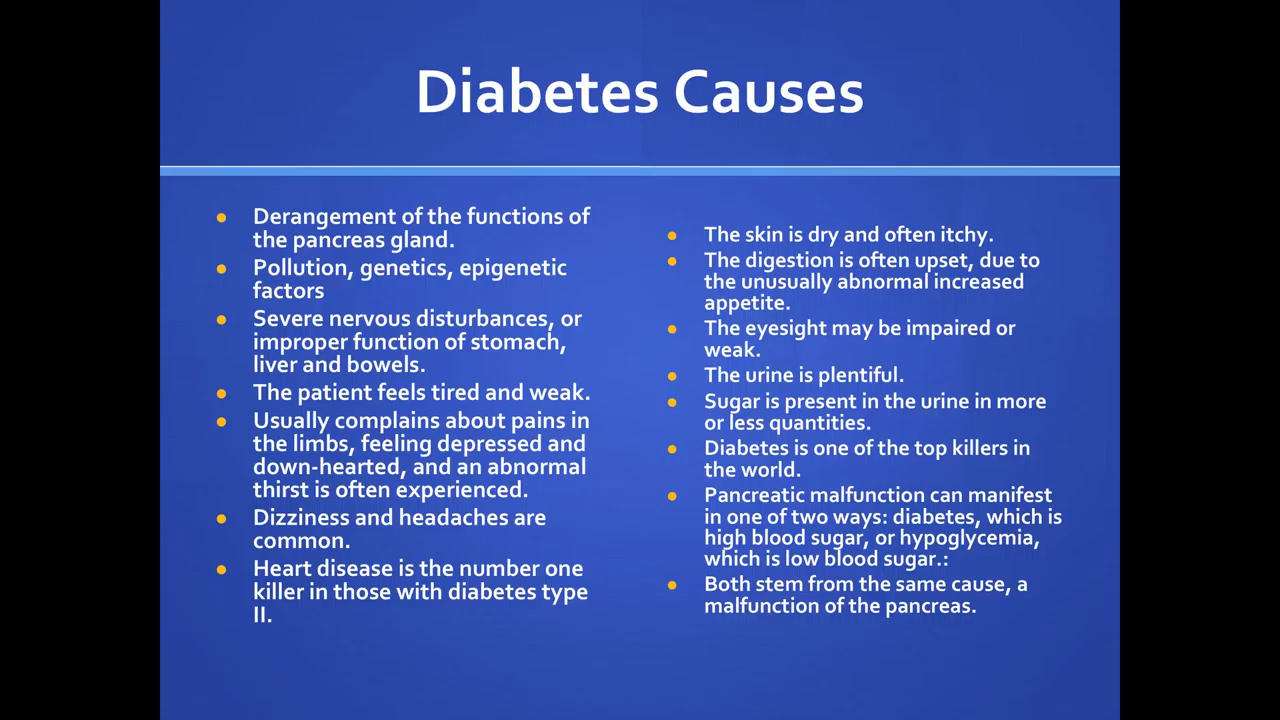 Diabetes Causes
● Derangement of the functions of
the pancreas gland.
● Pollution, genetics, epigenetic
factors
● Severe nervous disturbances, or
improper function of stomach,
liver and bowels.
● The patient feels tired and weak.
● Usually complains about pains in
the limbs, feeling depressed and
down-hearted, and an abnormal
thirst is often experienced.
● Dizziness and headaches are
common.
● Heart disease is the number one
killer in those with diabetes type
II.
● The skin is dry and often itchy.
● The digestion is often upset, due to
the unusually abnormal increased
appetite.
● The eyesight may be impaired or
weak.
● The urine is plentiful.
● Sugar is present in the urine in more
or less quantities.
● Diabetes is one of the top killers in
the world.
● Pancreatic malfunction can manifest
in one of two ways: diabetes, which is
high blood sugar, or hypoglycemia,
which is low blood sugar.:
● Both stem from the same cause, a
malfunction of the pancreas.